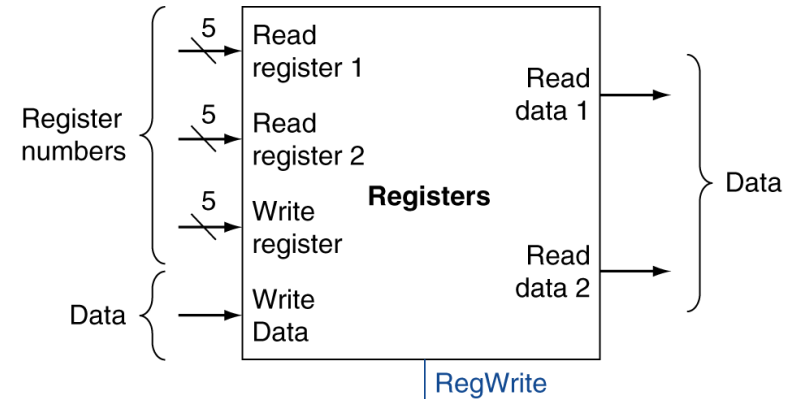 5
Read
register 1
5
Read
register 2
5
Write
register
Write
Data
Register
numbers
Data
Registers
Read
data 1
Read
data 2
Data
RegWrite